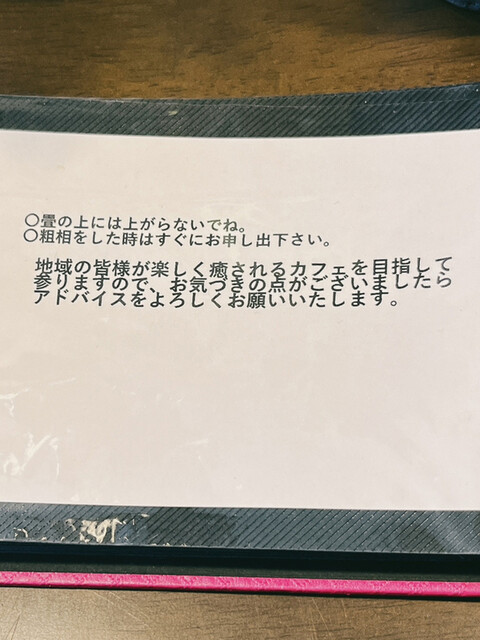 ○畳の上には上がらないでね。
○粗相をした時はすぐにお申し出下さい。
地域の皆様が楽しく癒されるカフェを目指して
参りますので、お気づきの点がございましたら
アドバイスをよろしくお願いいたします。